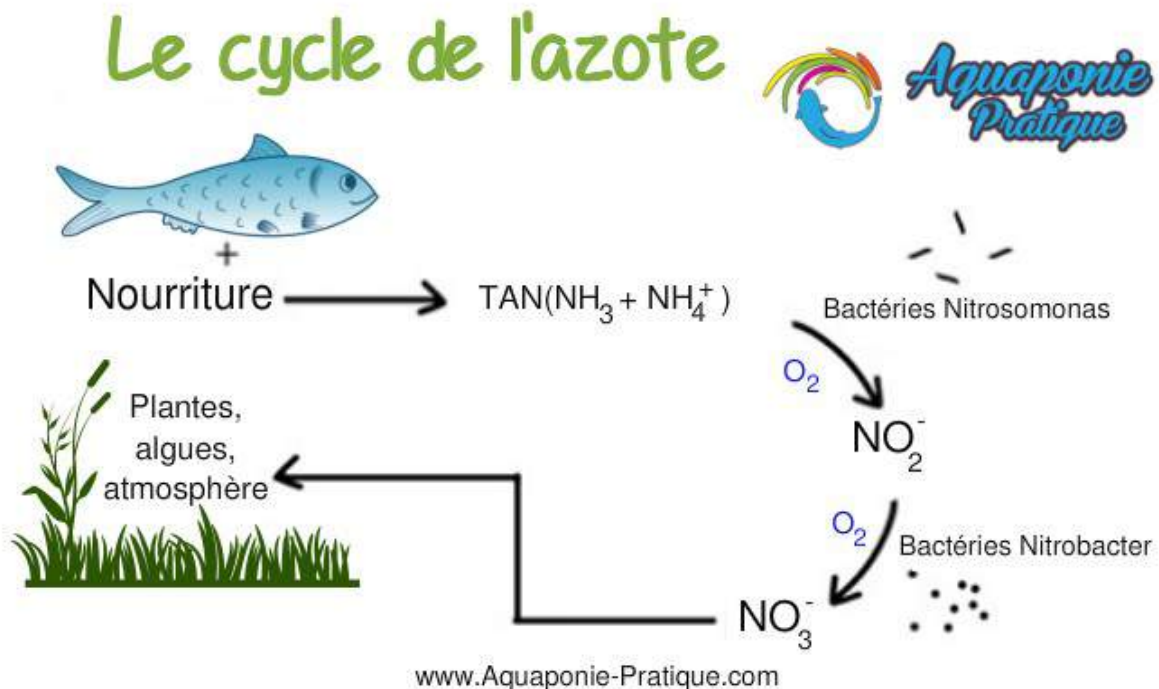 Le cycle de l'azote
Aquaponie
Pratique
+
Nourriture
TAN(NH₃ + NH₄⁺ )
Bactéries Nitrosomonas
O₂
NO₂⁻
O₂
Bactéries Nitrobacter
NO₃⁻
Plantes,
algues,
atmosphère
www.Aquaponie-Pratique.com